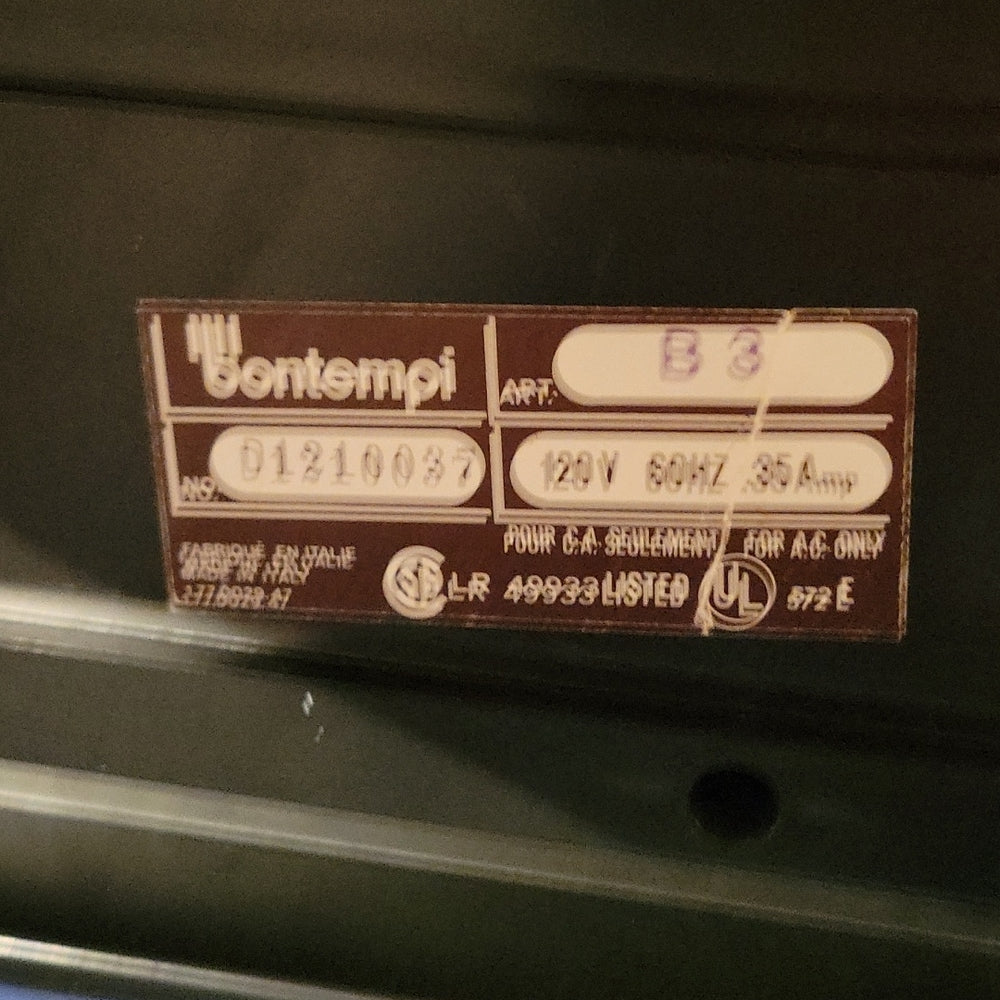 bontempi
ART. B 3
NO. D1210037
120V 60HZ .35Amp
POUR C.A. SEULEMENT FOR A.C. ONLY
FABRIQUÉ EN ITALIE
MADE IN ITALY
LR 49933 LISTED UL 572 E